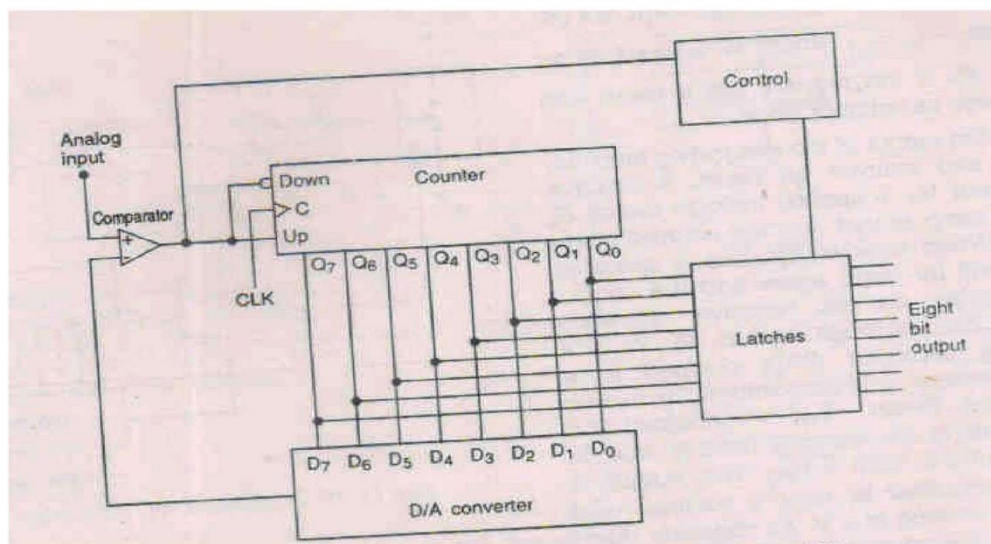 Control
Analog
input
Down
Counter
Comparator
C
+
Up
-
Q7 Q6 Q5 Q4 Q3 Q2 Q1 Q0
CLK
Latches
Eight
bit
output
D7 D6 D5 D4 D3 D2 D1 D0
D/A converter